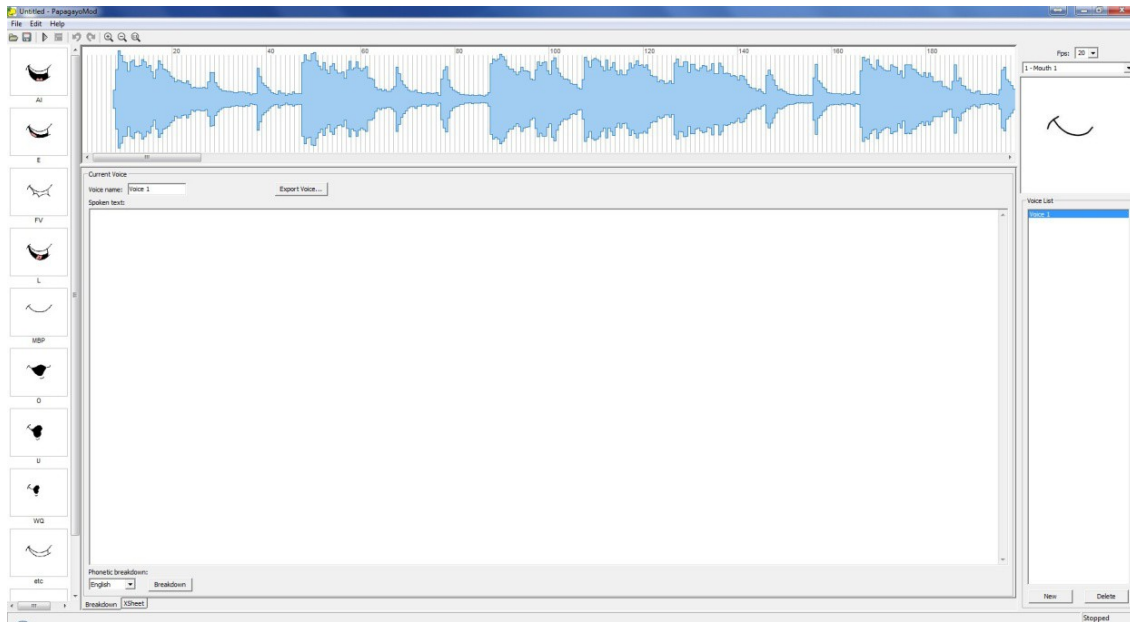 Untitled - PapagayoMod
File Edit Help
20 40 60 80 100 120 140 160 180
Fps: 20
1 - Mouth 1
AI
E
FV
L
MBP
O
U
WQ
etc
Current Voice
Voice name: Voice 1 Export Voice...
Spoken text:
Phonetic breakdown:
English Breakdown
Breakdown XSheet
Voice List
Voice 1
New Delete
Stopped